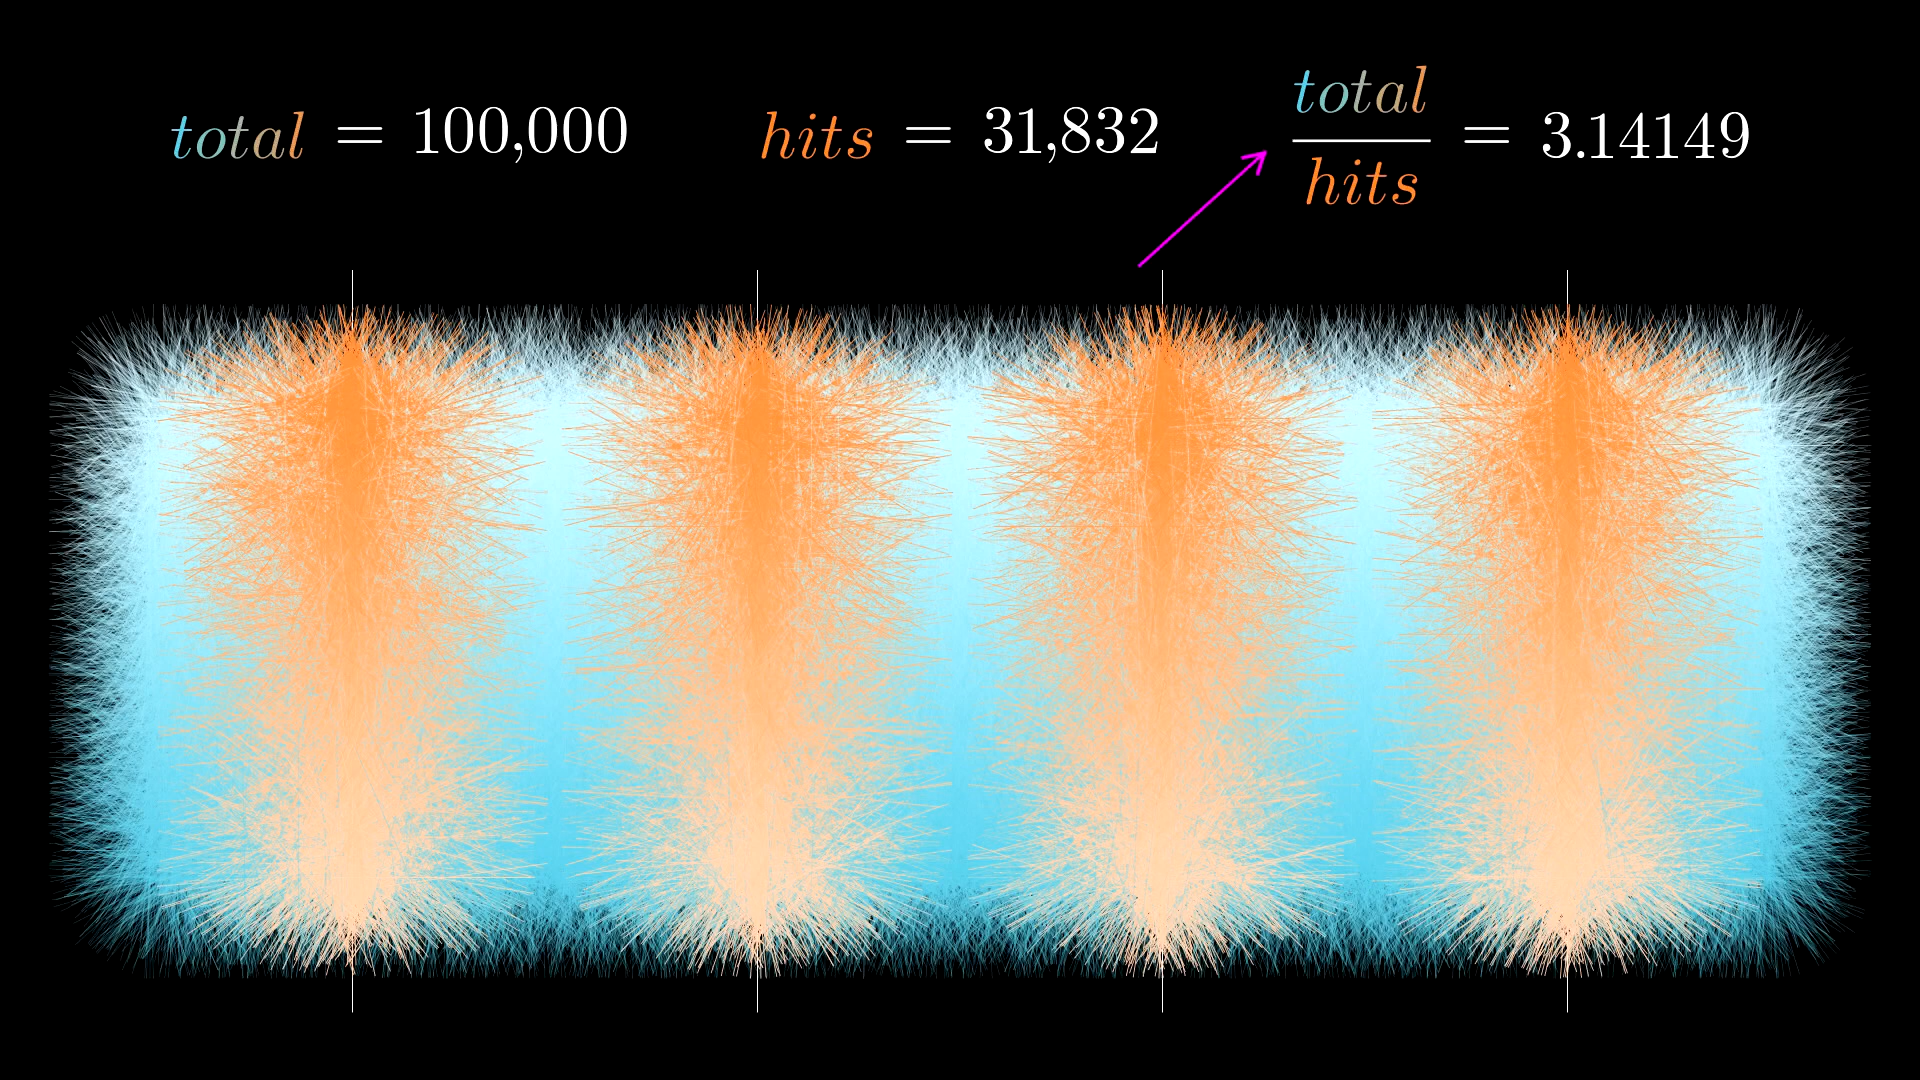 total = 100,000
hits = 31,832
total
hits
= 3.14149